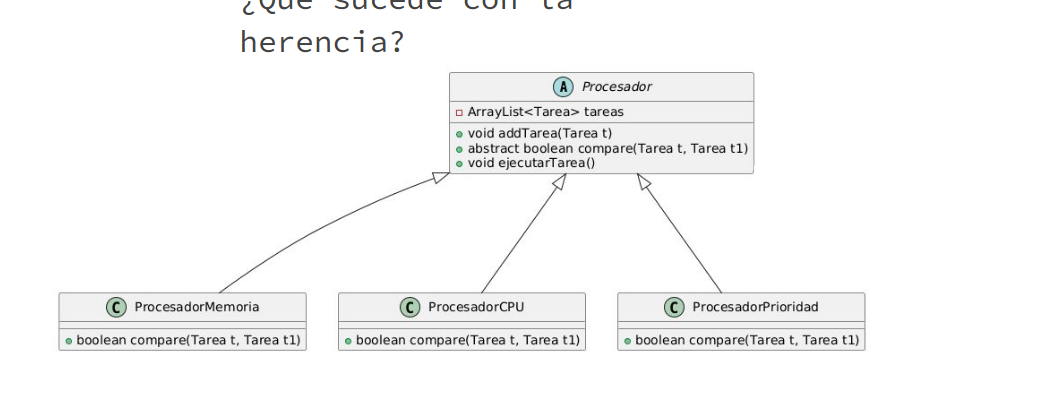 ¿Qué sucede con la
herencia?
A Procesador
ArrayList<Tarea> tareas
void addTarea(Tarea t)
abstract boolean compare(Tarea t, Tarea t1)
void ejecutarTarea()
C ProcesadorMemoria
boolean compare(Tarea t, Tarea t1)
C ProcesadorCPU
boolean compare(Tarea t, Tarea t1)
C ProcesadorPrioridad
boolean compare(Tarea t, Tarea t1)